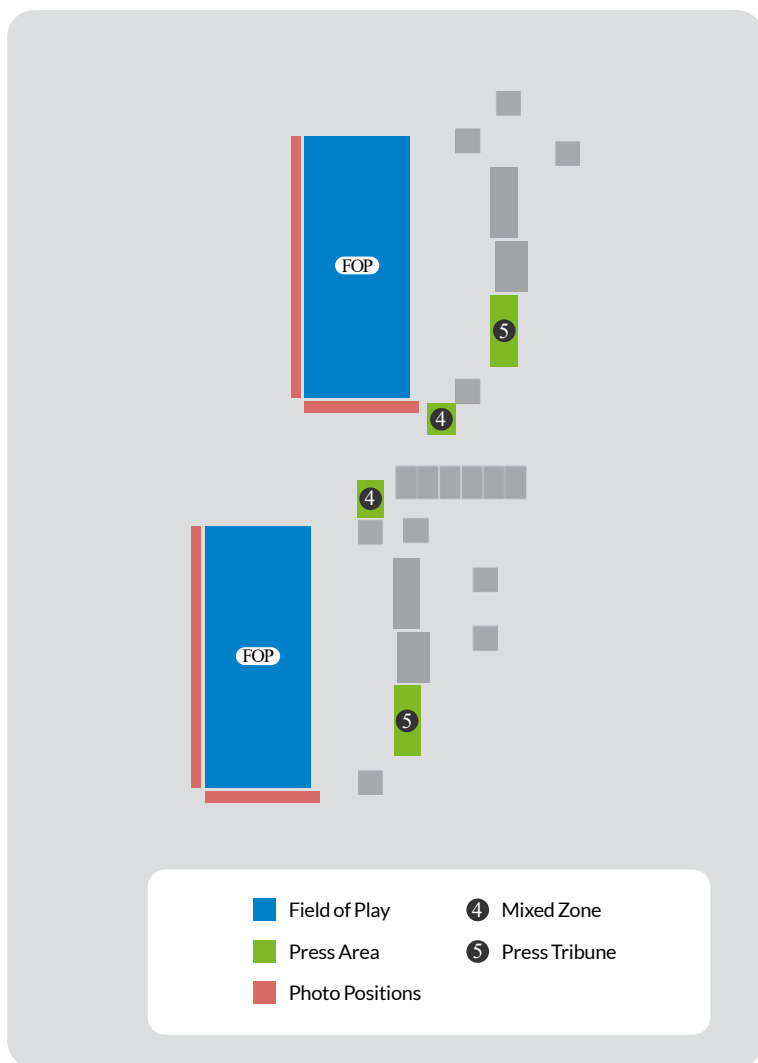 FOP
5
4
4
FOP
5
Field of Play
4 Mixed Zone
Press Area
5 Press Tribune
Photo Positions